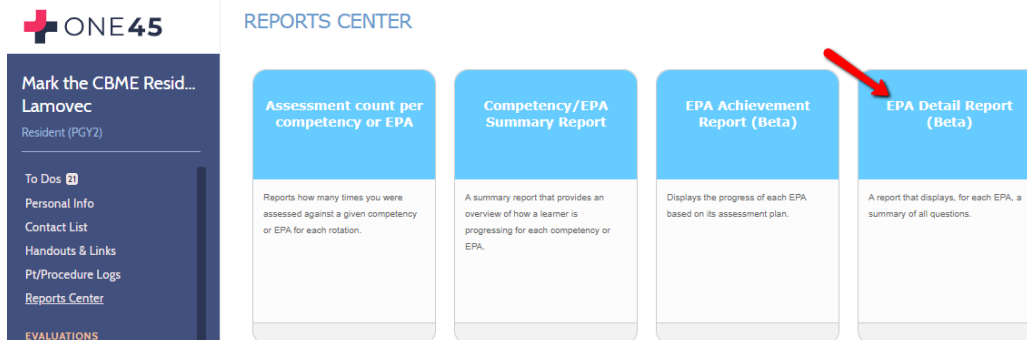 ONE45
Mark the CBME Resid...
Lamovec
Resident (PGY2)
To Dos 21
Personal Info
Contact List
Handouts & Links
Pt/Procedure Logs
Reports Center
EVALUATIONS
REPORTS CENTER
Assessment count per
competency or EPA
Reports how many times you were
assessed against a given competency
or EPA for each rotation.
Competency/EPA
Summary Report
A summary report that provides an
overview of how a learner is
progressing for each competency or
EPA.
EPA Achievement
Report (Beta)
Displays the progress of each EPA
based on its assessment plan.
EPA Detail Report
(Beta)
A report that displays, for each EPA, a
summary of all questions.